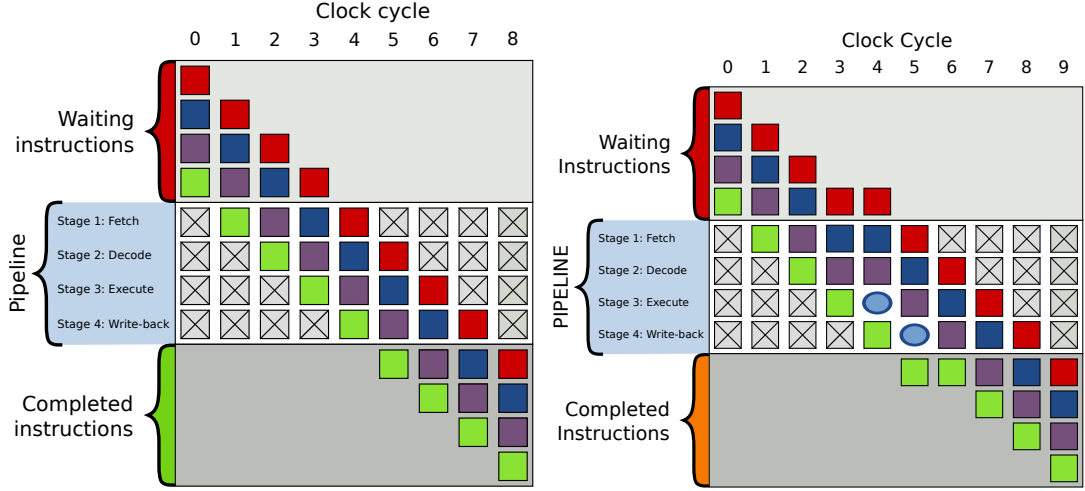 Clock cycle
0 1 2 3 4 5 6 7 8
Waiting
instructions
Pipeline
Stage 1: Fetch
Stage 2: Decode
Stage 3: Execute
Stage 4: Write-back
Completed
instructions
Clock Cycle
0 1 2 3 4 5 6 7 8 9
Waiting
Instructions
PIPELINE
Stage 1: Fetch
Stage 2: Decode
Stage 3: Execute
Stage 4: Write-back
Completed
Instructions